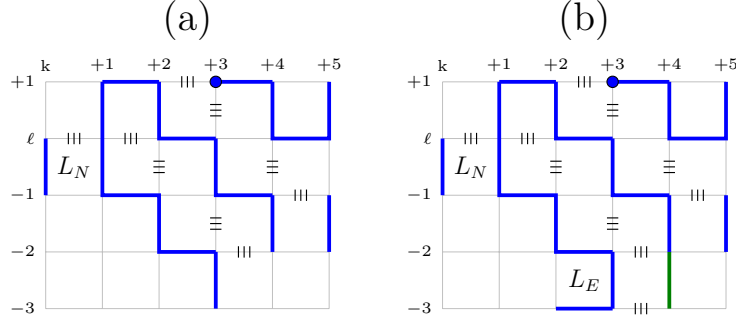 (a) (b)
k +1 +2 +3 +4 +5 k +1 +2 +3 +4 +5
+1 +1
ℓ ℓ
L_N L_N
−1 −1
−2 −2
L_E
−3 −3